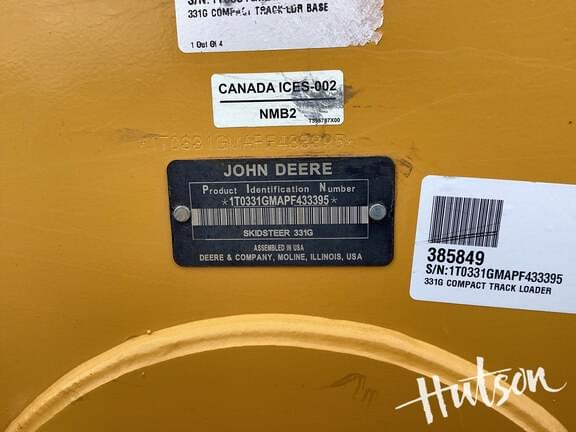 331G COMPACT TRACK LDR BASE
1 Out Of 4
CANADA ICES-002
NMB2
1T0331GMAPF433395
JOHN DEERE
Product Identification Number
*1T0331GMAPF433395*
SKIDSTEER 331G
ASSEMBLED IN USA
DEERE & COMPANY, MOLINE, ILLINOIS, USA
385849
S/N:1T0331GMAPF433395
331G COMPACT TRACK LOADER
Hutson